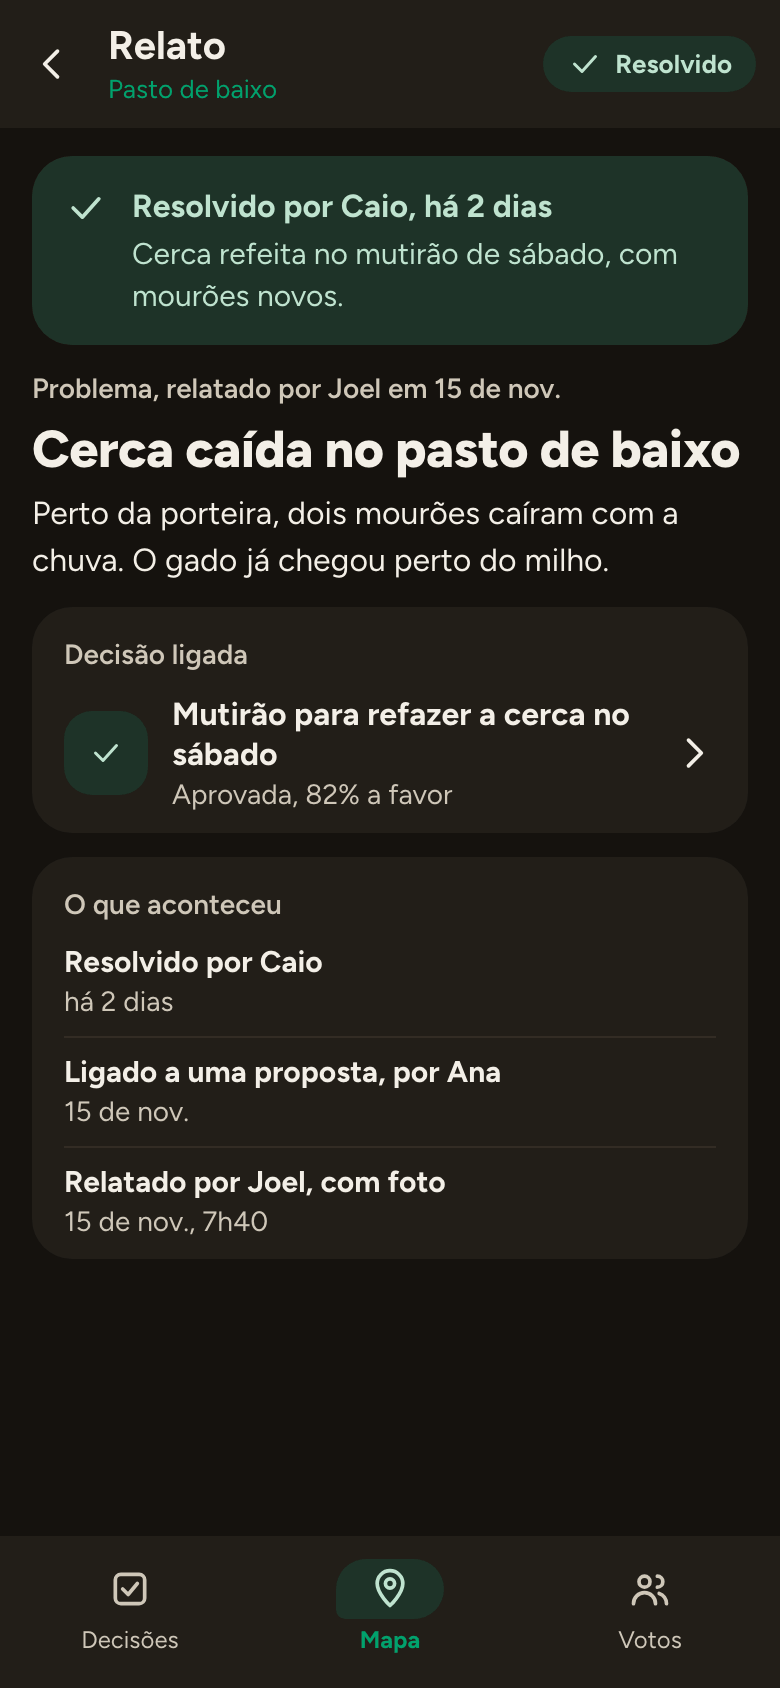 Relato
Pasto de baixo
Resolvido
Resolvido por Caio, há 2 dias
Cerca refeita no mutirão de sábado, com
mourões novos.
Problema, relatado por Joel em 15 de nov.
Cerca caída no pasto de baixo
Perto da porteira, dois mourões caíram com a
chuva. O gado já chegou perto do milho.
Decisão ligada
Mutirão para refazer a cerca no
sábado
Aprovada, 82% a favor
O que aconteceu
Resolvido por Caio
há 2 dias
Ligado a uma proposta, por Ana
15 de nov.
Relatado por Joel, com foto
15 de nov., 7h40
Decisões
Mapa
Votos